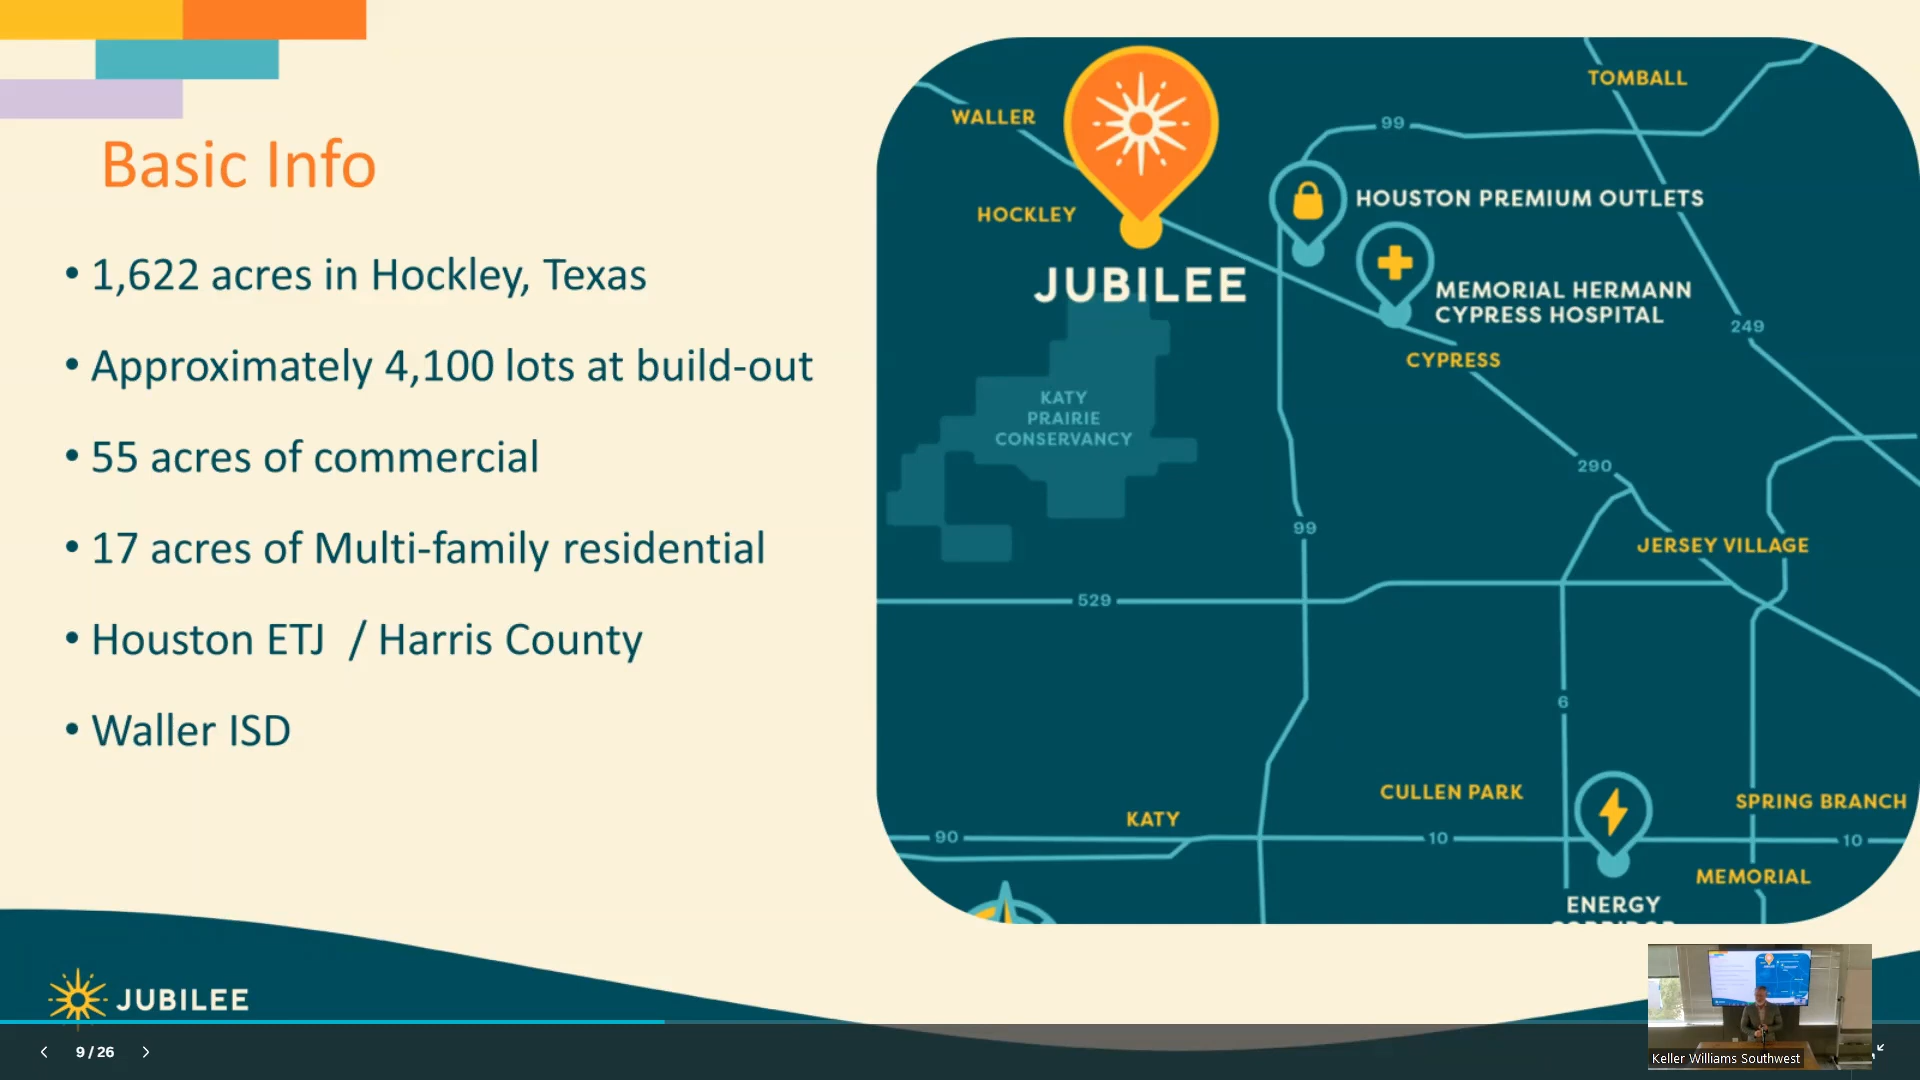 Basic Info
• 1,622 acres in Hockley, Texas
• Approximately 4,100 lots at build-out
• 55 acres of commercial
• 17 acres of Multi-family residential
• Houston ETJ / Harris County
• Waller ISD
TOMBALL
WALLER
99
HOUSTON PREMIUM OUTLETS
HOCKLEY
JUBILEE
MEMORIAL HERMANN
CYPRESS HOSPITAL
249
CYPRESS
KATY
PRAIRIE
CONSERVANCY
290
99
JERSEY VILLAGE
529
6
CULLEN PARK
SPRING BRANCH
KATY
90
10
10
MEMORIAL
ENERGY
JUBILEE
9 / 26
Keller Williams Southwest